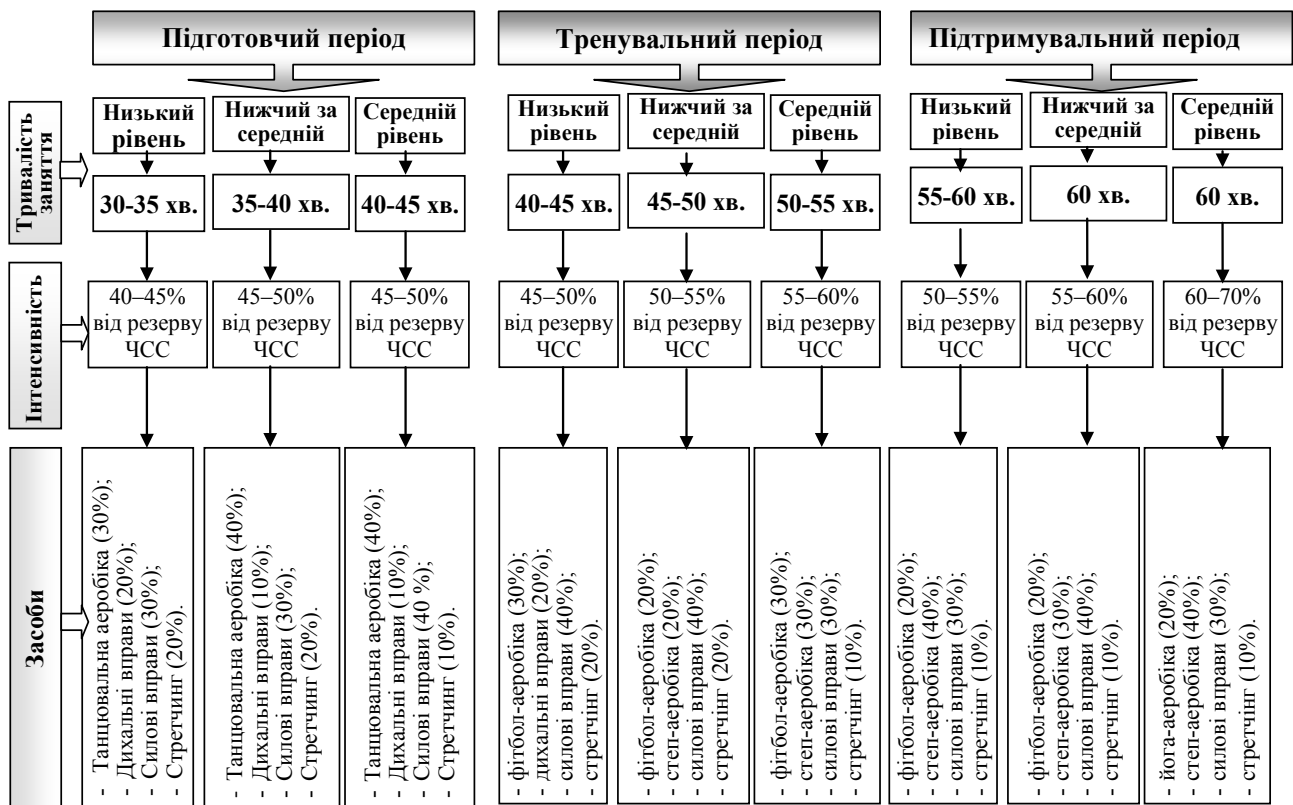 Підготовчий період
Тренувальний період
Підтримувальний період
Тривалість
заняття
Низький
рівень
Нижчий за
середній
Середній
рівень
Низький
рівень
Нижчий за
середній
Середній
рівень
Низький
рівень
Нижчий за
середній
Середній
рівень
30-35 хв.
35-40 хв.
40-45 хв.
40-45 хв.
45-50 хв.
50-55 хв.
55-60 хв.
60 хв.
60 хв.
Інтенсивність
40–45%
від резерву
ЧСС
45–50%
від резерву
ЧСС
45–50%
від резерву
ЧСС
45–50%
від резерву
ЧСС
50–55%
від резерву
ЧСС
55–60%
від резерву
ЧСС
50–55%
від резерву
ЧСС
55–60%
від резерву
ЧСС
60–70%
від резерву
ЧСС
Засоби
- Танцювальна аеробіка (30%);
- Дихальні вправи (20%);
- Силові вправи (30%);
- Стретчинг (20%).
- Танцювальна аеробіка (40%);
- Дихальні вправи (10%);
- Силові вправи (30%);
- Стретчинг (20%).
- Танцювальна аеробіка (40%);
- Дихальні вправи (10%);
- Силові вправи (40 %);
- Стретчинг (10%).
- фітбол-аеробіка (30%);
- дихальні вправи (20%);
- силові вправи (40%);
- стретчінг (20%).
- фітбол-аеробіка (20%);
- степ-аеробіка (20%);
- силові вправи (40%);
- стретчінг (20%).
- фітбол-аеробіка (30%);
- степ-аеробіка (30%);
- силові вправи (30%);
- стретчінг (10%).
- фітбол-аеробіка (20%);
- степ-аеробіка (40%);
- силові вправи (30%);
- стретчінг (10%).
- фітбол-аеробіка (20%);
- степ-аеробіка (30%);
- силові вправи (40%);
- стретчінг (10%).
- йога-аеробіка (20%);
- степ-аеробіка (40%);
- силові вправи (30%);
- стретчінг (10%).